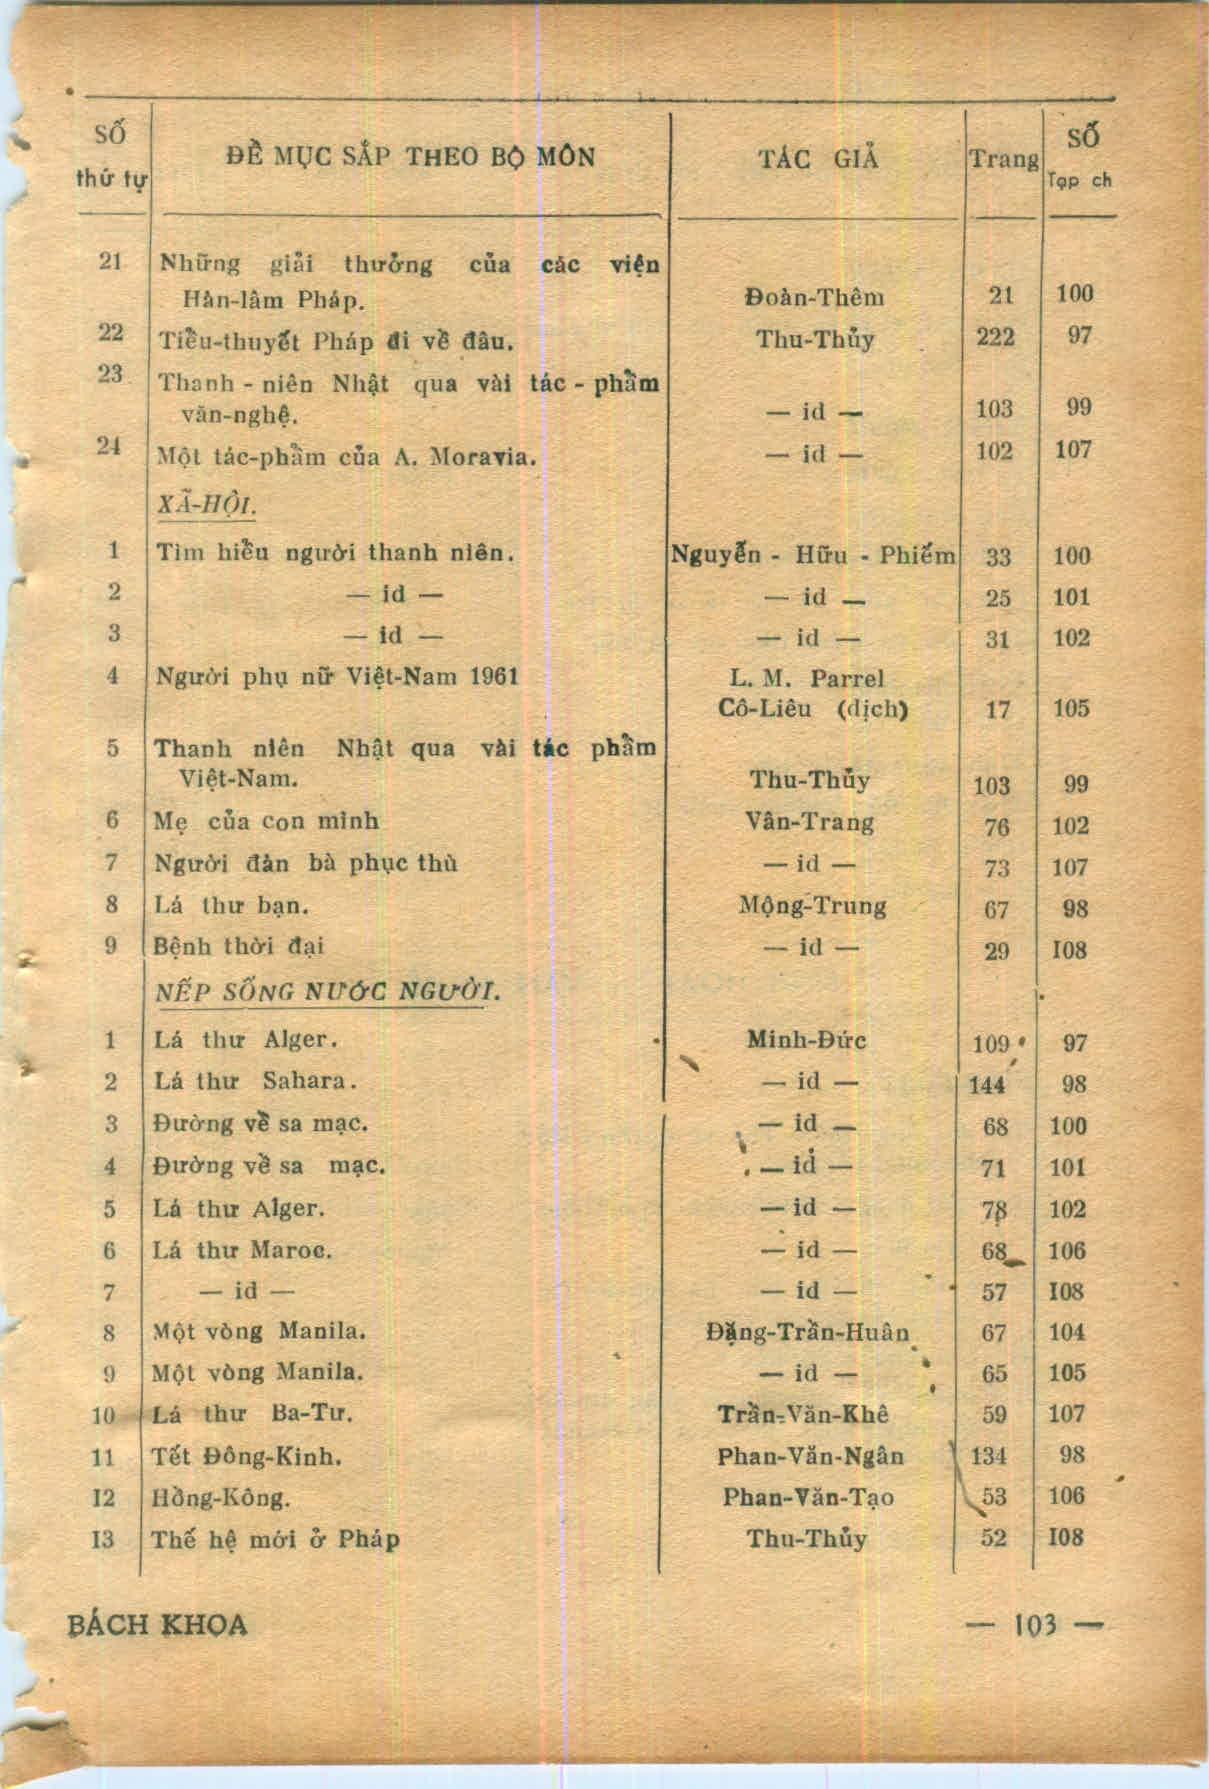 SỐ thứ tự ĐỀ MỤC SẮP THEO BỘ MÔN TÁC GIẢ Trang SỐ Tạp ch
21 Những giải thưởng của các viện
Hàn-lâm Pháp. Đoàn-Thêm 21 100
22 Tiểu-thuyết Pháp đi về đâu. Thu-Thủy 222 97
23 Thanh - niên Nhật qua vài tác - phẩm
văn-nghệ. — id — 103 99
24 Một tác-phẩm của A. Moravia. — id — 102 107
XÃ-HỘI.
1 Tìm hiểu người thanh niên. Nguyễn - Hữu - Phiếm 33 100
2 — id — — id — 25 101
3 — id — — id — 31 102
4 Người phụ nữ Việt-Nam 1961 L. M. Parrel
Cô-Liêu (dịch) 17 105
5 Thanh niên Nhật qua vài tác phẩm
Việt-Nam. Thu-Thủy 103 99
6 Mẹ của con mình Vân-Trang 76 102
7 Người đàn bà phục thù — id — 73 107
8 Lá thư bạn. Mộng-Trung 67 98
9 Bệnh thời đại — id — 29 I08
NẾP SỐNG NƯỚC NGƯỜI.
1 Lá thư Alger. Minh-Đức 109 97
2 Lá thư Sahara. — id — 144 98
3 Đường về sa mạc. — id — 68 100
4 Đường về sa mạc. — id — 71 101
5 Lá thư Alger. — id — 78 102
6 Lá thư Maroc. — id — 68 106
7 — id — — id — 57 I08
8 Một vòng Manila. Đặng-Trần-Huân 67 104
9 Một vòng Manila. — id — 65 105
10 Lá thư Ba-Tư. Trần-Văn-Khê 59 107
11 Tết Đông-Kinh. Phan-Văn-Ngân 134 98
I2 Hồng-Kông. Phan-Văn-Tạo 53 106
I3 Thế hệ mới ở Pháp Thu-Thủy 52 I08
BÁCH KHOA — 103 —